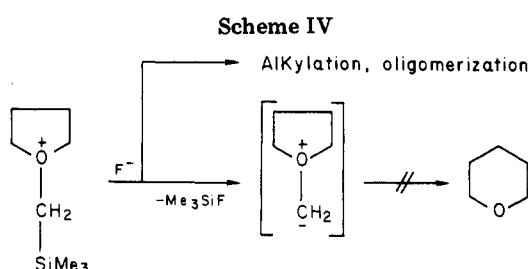 Scheme IV
AlKylation, oligomerization
+
O
CH₂
SiMe₃
F⁻
-Me₃SiF
+
O
CH₂
-
O